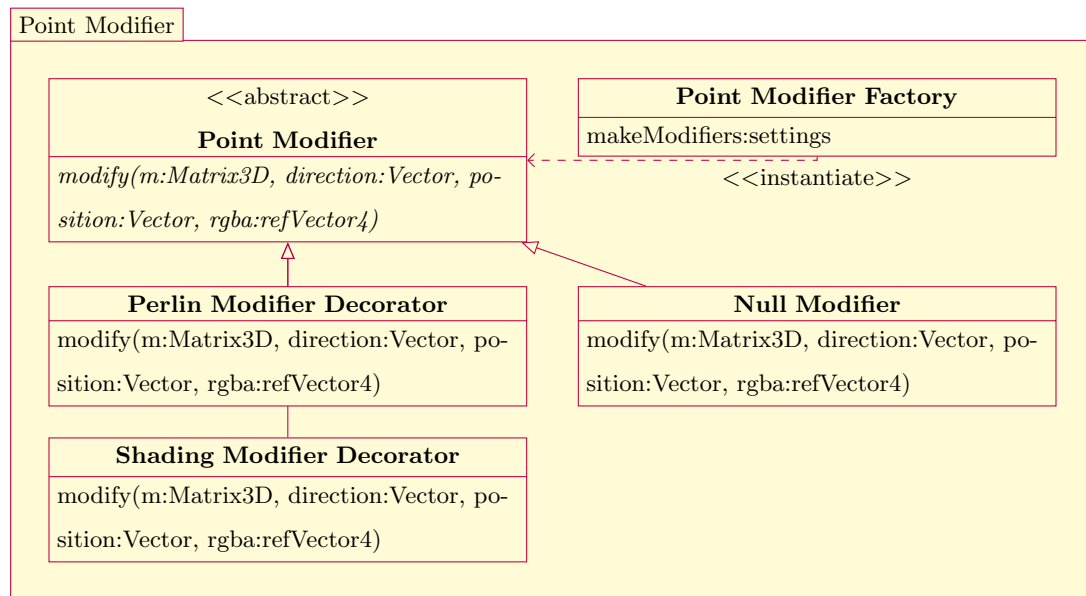 Point Modifier
<<abstract>>
Point Modifier
modify(m:Matrix3D, direction:Vector, po-
sition:Vector, rgba:refVector4)
Point Modifier Factory
makeModifiers:settings
<<instantiate>>
Perlin Modifier Decorator
modify(m:Matrix3D, direction:Vector, po-
sition:Vector, rgba:refVector4)
Null Modifier
modify(m:Matrix3D, direction:Vector, po-
sition:Vector, rgba:refVector4)
Shading Modifier Decorator
modify(m:Matrix3D, direction:Vector, po-
sition:Vector, rgba:refVector4)